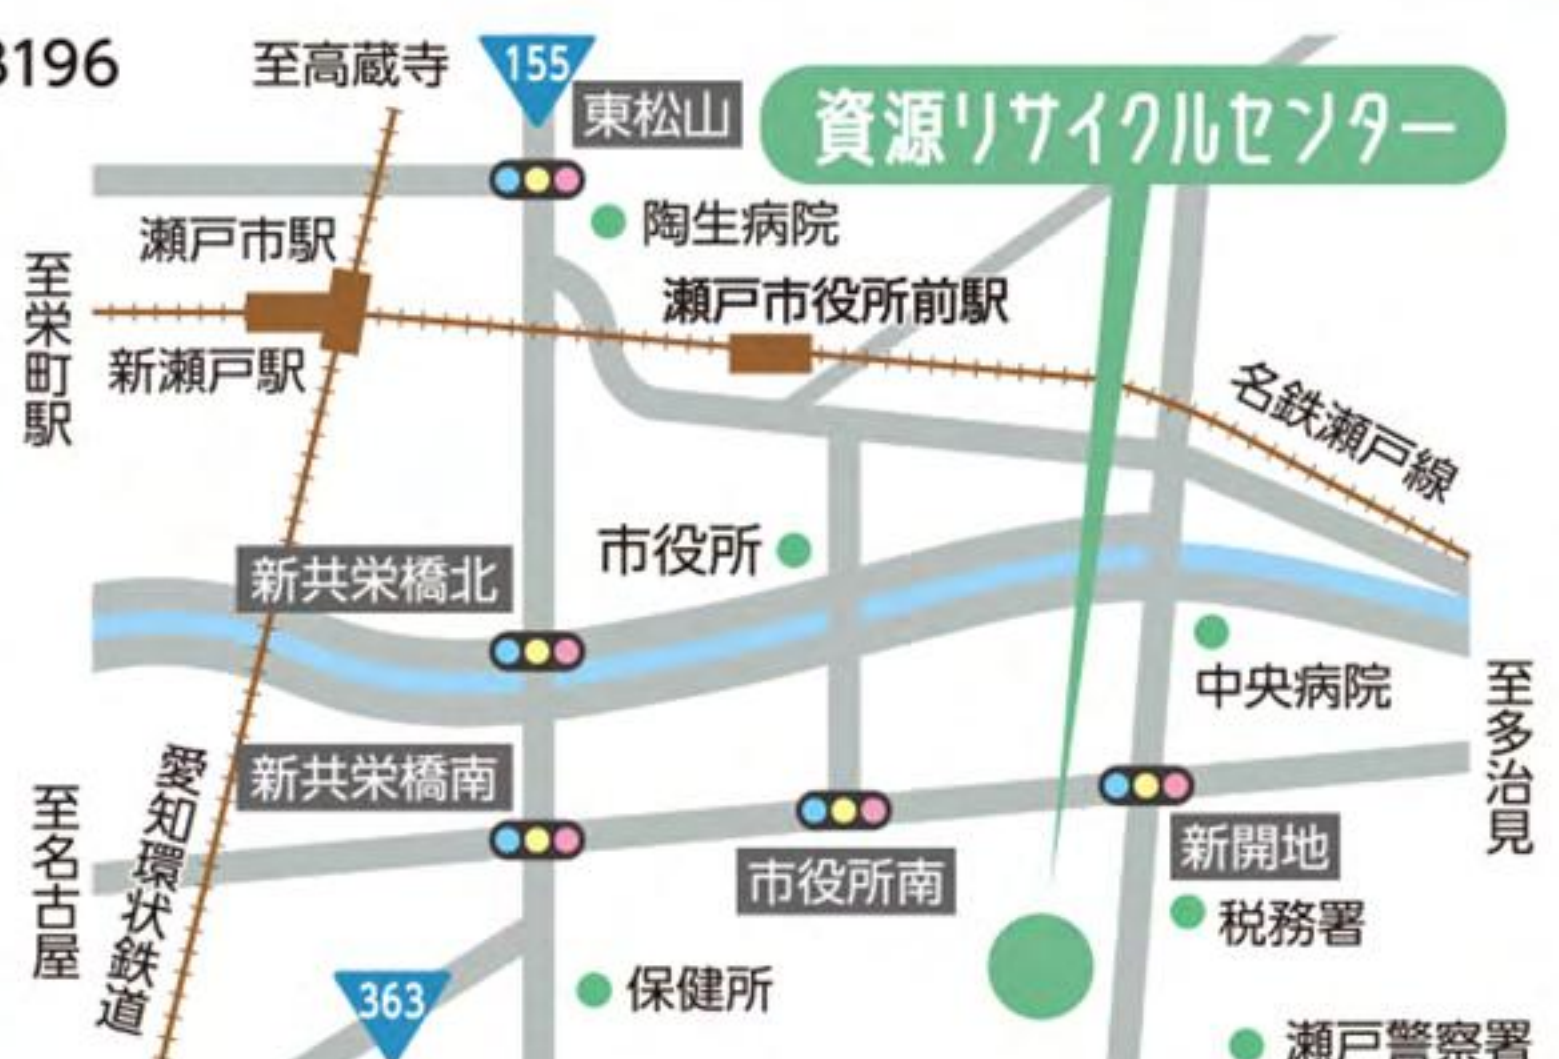 3196
至高蔵寺
155
東松山
資源リサイクルセンター
陶生病院
瀬戸市駅
至栄町駅
瀬戸市役所前駅
新瀬戸駅
名鉄瀬戸線
市役所
新共栄橋北
中央病院
至多治見
新共栄橋南
愛知環状鉄道
至名古屋
新開地
市役所南
税務署
363
保健所
瀬戸警察署